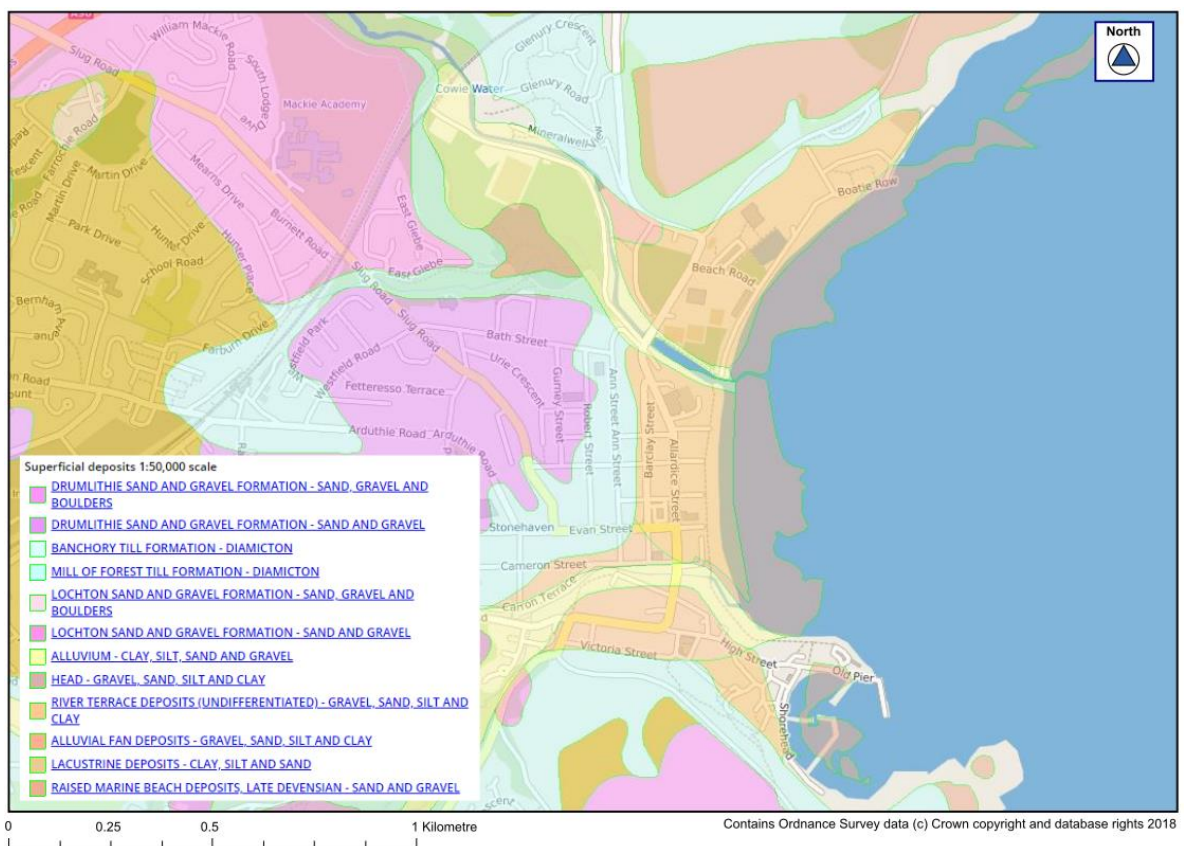 A90
North
William Mackie Road
Slug Road
South Lodge Drive
Glenury Crescent
Cowie Water
Glenury Road
Mackie Academy
Mineralwell
Farrochie Road
Martin Drive
Martin Drive
Mearns Drive
Boatie Row
Park Drive
Hunter Drive
Burnett Road
East Glebe
School Road
Hunter Place
East Glebe
Beach Road
Slug Road
Farburn Drive
Slug Road
Bath Street
Westfield Road
Urie Crescent
Fetteresso Terrace
Gurney Street
Ann Street
Ann Street
Robert Street
Barclay Street
Allardice Street
Arduthie Road
Arduthie Road
Stonehaven
Evan Street
Cameron Street
Carron Terrace
Victoria Street
High Street
Old Pier
Shorehead
Superficial deposits 1:50,000 scale
DRUMLITHIE SAND AND GRAVEL FORMATION - SAND, GRAVEL AND
BOULDERS
DRUMLITHIE SAND AND GRAVEL FORMATION - SAND AND GRAVEL
BANCHORY TILL FORMATION - DIAMICTON
MILL OF FOREST TILL FORMATION - DIAMICTON
LOCHTON SAND AND GRAVEL FORMATION - SAND, GRAVEL AND
BOULDERS
LOCHTON SAND AND GRAVEL FORMATION - SAND AND GRAVEL
ALLUVIUM - CLAY, SILT, SAND AND GRAVEL
HEAD - GRAVEL, SAND, SILT AND CLAY
RIVER TERRACE DEPOSITS (UNDIFFERENTIATED) - GRAVEL, SAND, SILT AND
CLAY
ALLUVIAL FAN DEPOSITS - GRAVEL, SAND, SILT AND CLAY
LACUSTRINE DEPOSITS - CLAY, SILT AND SAND
RAISED MARINE BEACH DEPOSITS, LATE DEVENSIAN - SAND AND GRAVEL
0 0.25 0.5 1 Kilometre
Contains Ordnance Survey data (c) Crown copyright and database rights 2018